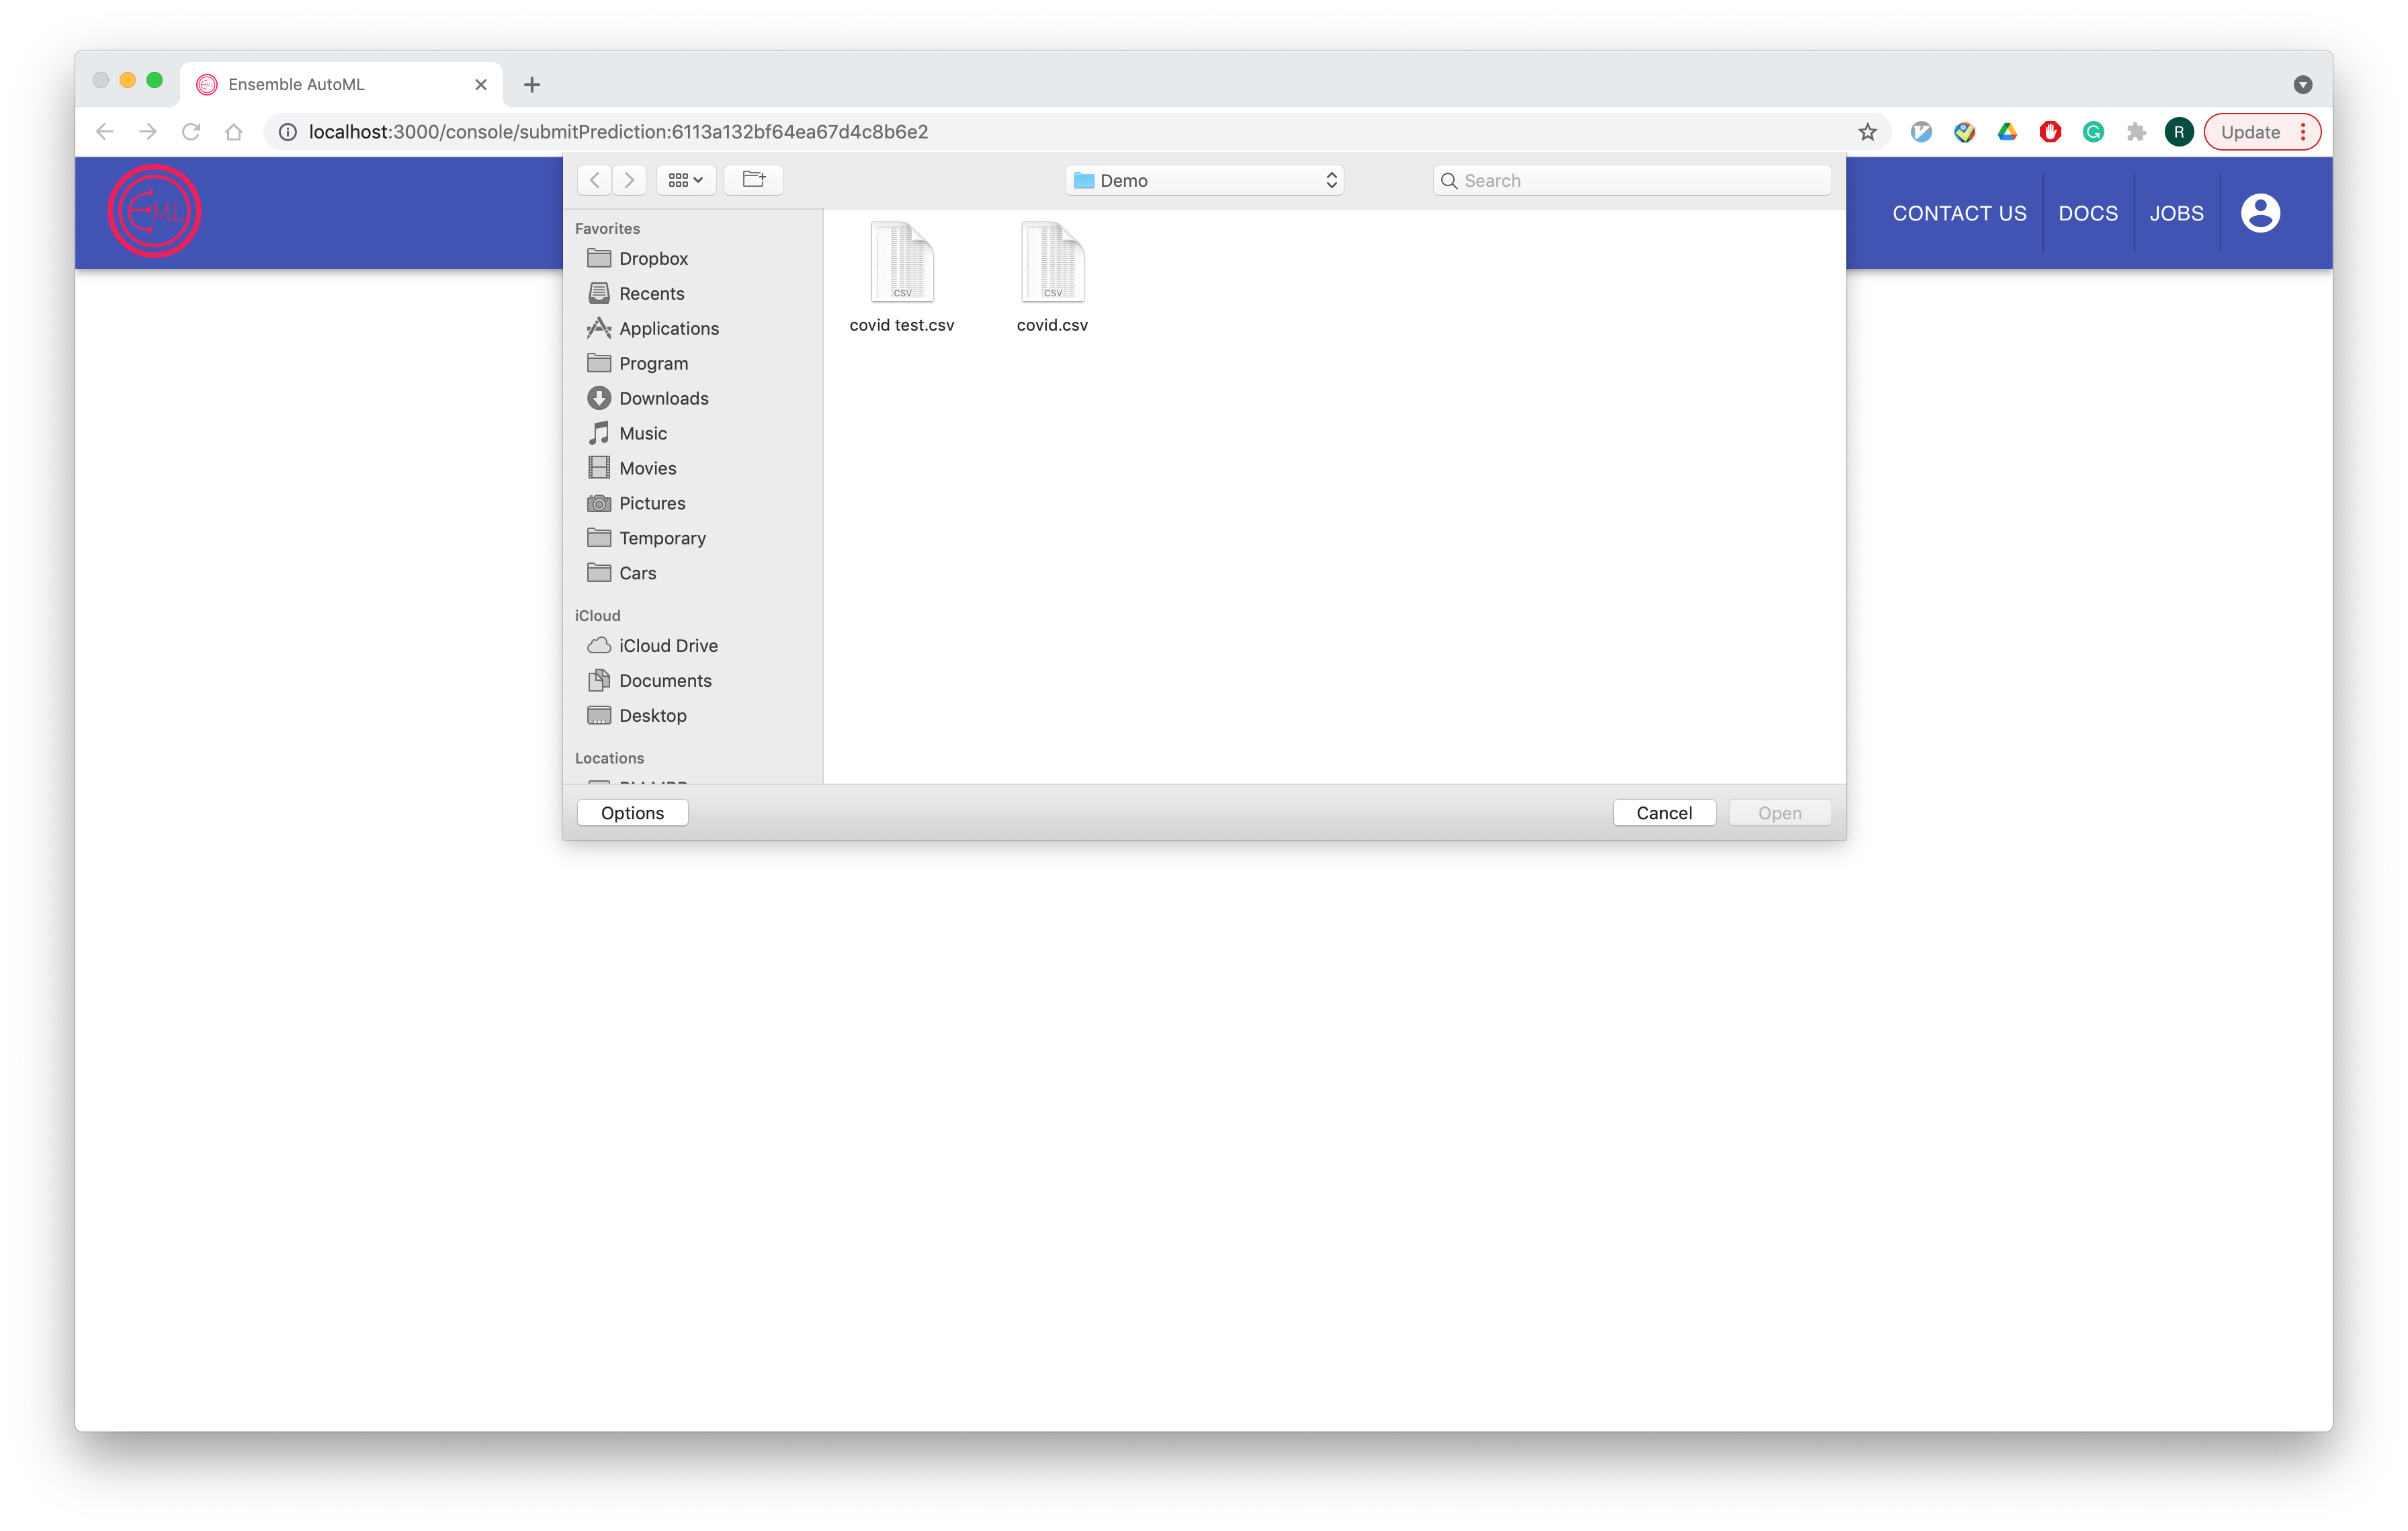 Ensemble AutoML
localhost:3000/console/submitPrediction:6113a132bf64ea67d4c8b6e2
R
Update
ML
Demo
Search
CONTACT US
DOCS
JOBS
Favorites
Dropbox
Recents
Applications
Program
Downloads
Music
Movies
Pictures
Temporary
Cars
iCloud
iCloud Drive
Documents
Desktop
Locations
CSV
covid test.csv
CSV
covid.csv
Options
Cancel
Open